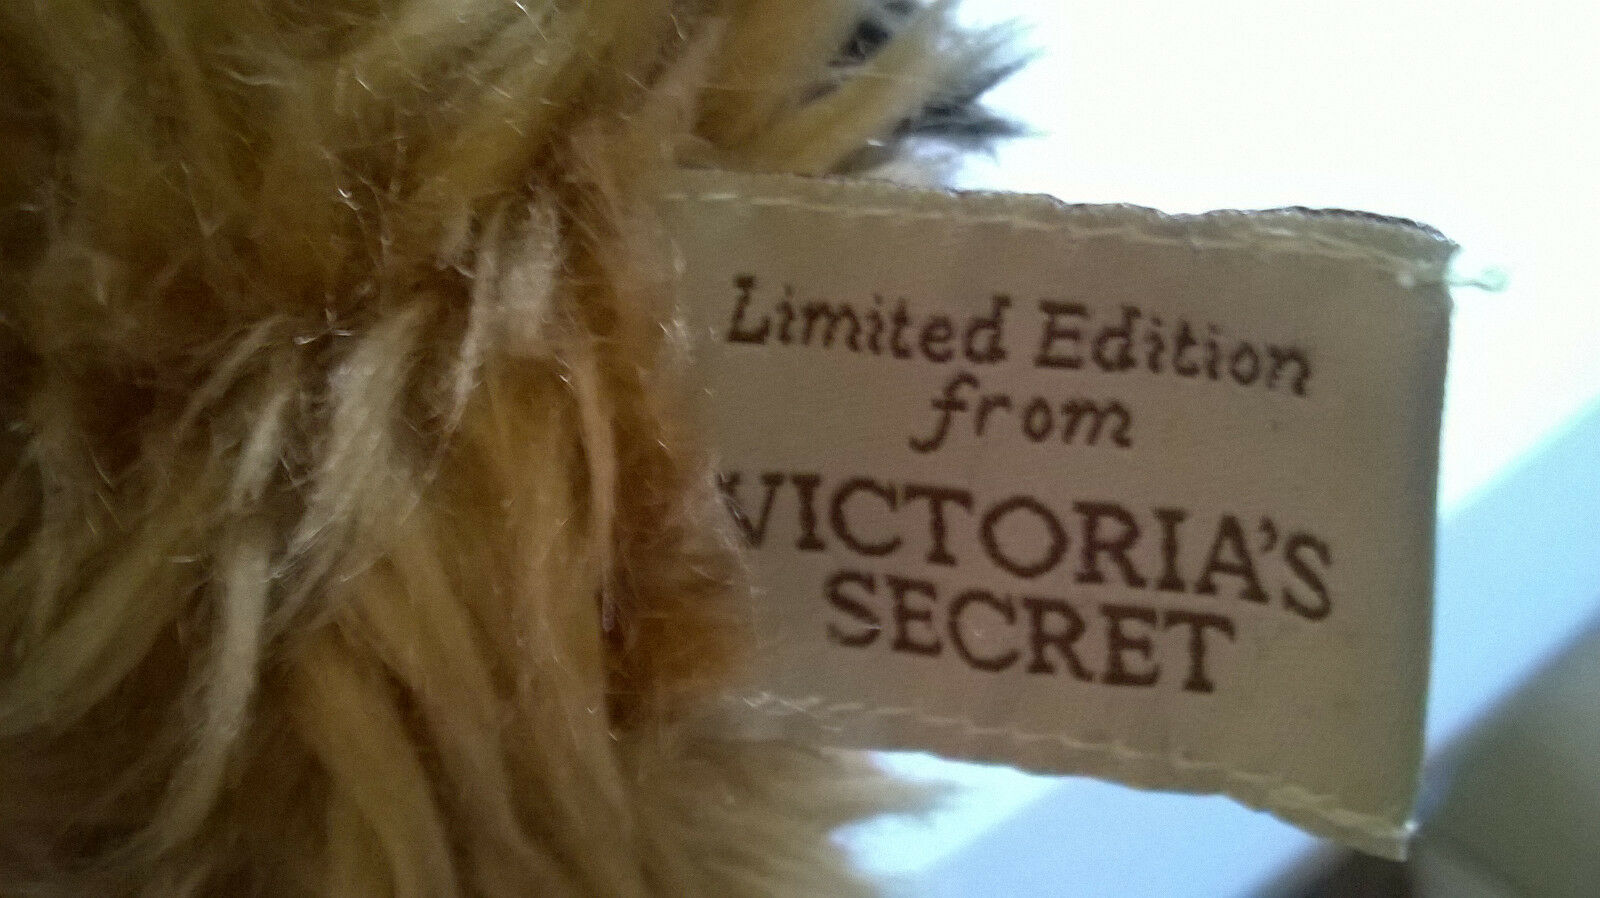 Limited Edition
from
VICTORIA'S
SECRET